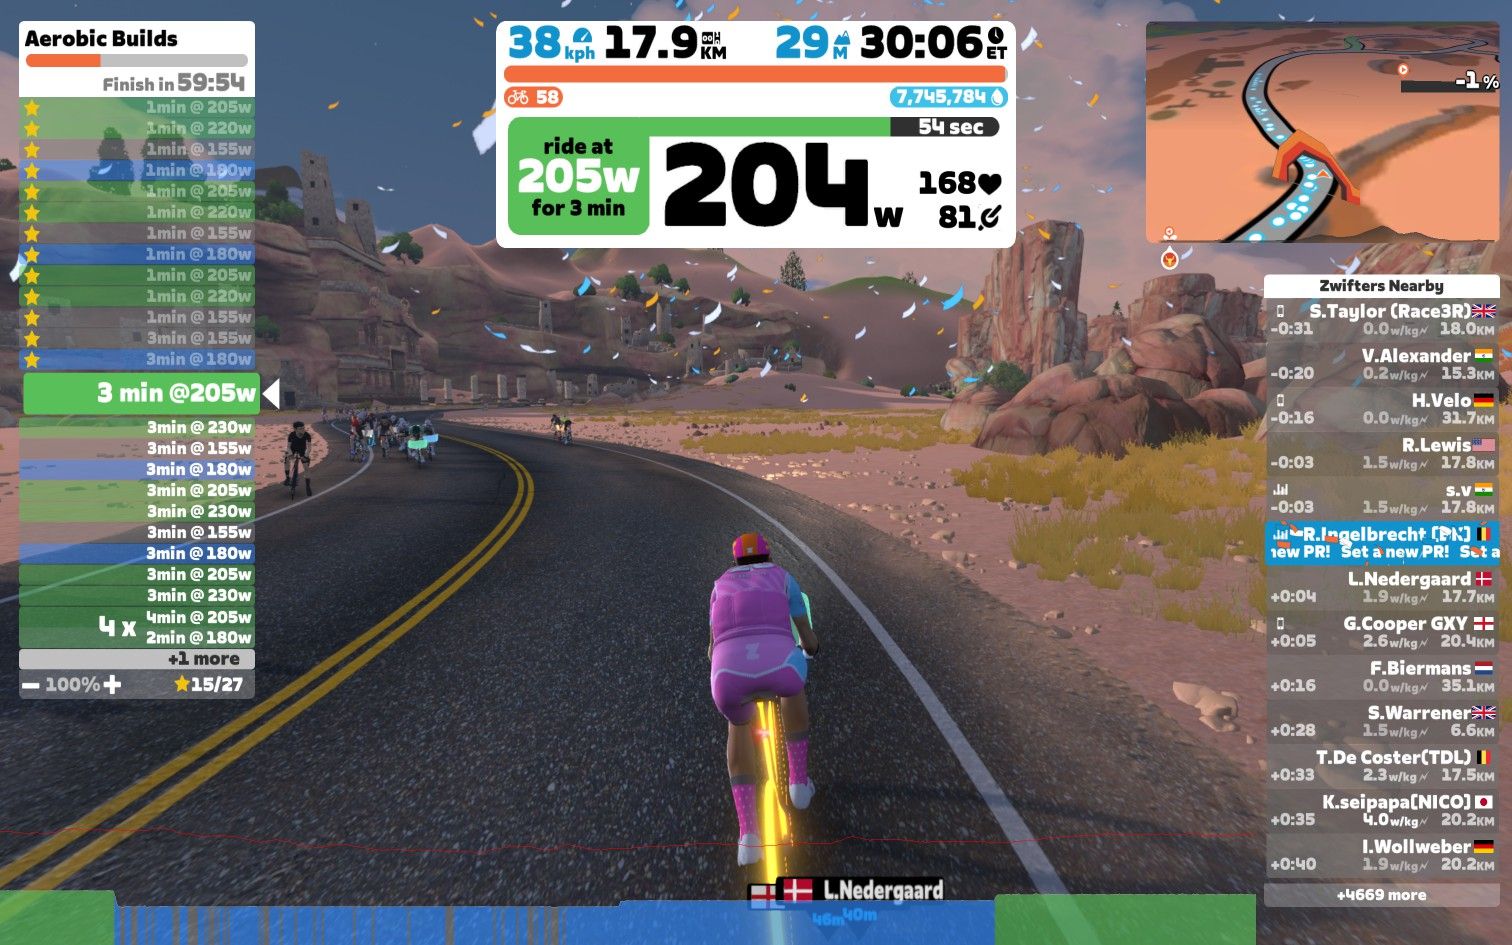 Aerobic Builds
Finish in 59:54
1min @ 205w
1min @ 220w
1min @ 155w
1min @ 180w
1min @ 205w
1min @ 220w
1min @ 155w
1min @ 180w
1min @ 205w
1min @ 220w
1min @ 155w
3min @ 155w
3min @ 180w
3 min @205w
3min @ 230w
3min @ 155w
3min @ 180w
3min @ 205w
3min @ 230w
3min @ 155w
3min @ 180w
3min @ 205w
3min @ 230w
4 x 4min @ 205w
2min @ 180w
+1 more
– 100% + 15/27
38 kph 17.9 KM 29 M 30:06 ET
58 7,745,784
54 sec
ride at
205w
for 3 min
204w
168
81
-1%
Zwifters Nearby
S.Taylor (Race3R)
-0:31 0.0w/kg 18.0KM
V.Alexander
-0:20 0.2w/kg 15.3KM
H.Velo
-0:16 0.0w/kg 31.7KM
R.Lewis
-0:03 1.5w/kg 17.8KM
s.v
-0:03 1.5w/kg 17.8KM
R.Ingelbrecht
new PR! Set a new PR! Set a
L.Nedergaard
+0:04 1.9w/kg 17.7KM
G.Cooper GXY
+0:05 2.6w/kg 20.4KM
F.Biermans
+0:16 0.0w/kg 35.1KM
S.Warrener
+0:28 1.5w/kg 6.6KM
T.De Coster(TDL)
+0:33 2.3w/kg 17.5KM
K.seipapa[NICO]
+0:35 4.0w/kg 20.2KM
I.Wollweber
+0:40 1.9w/kg 20.2KM
+4669 more
L.Nedergaard
46m 40m